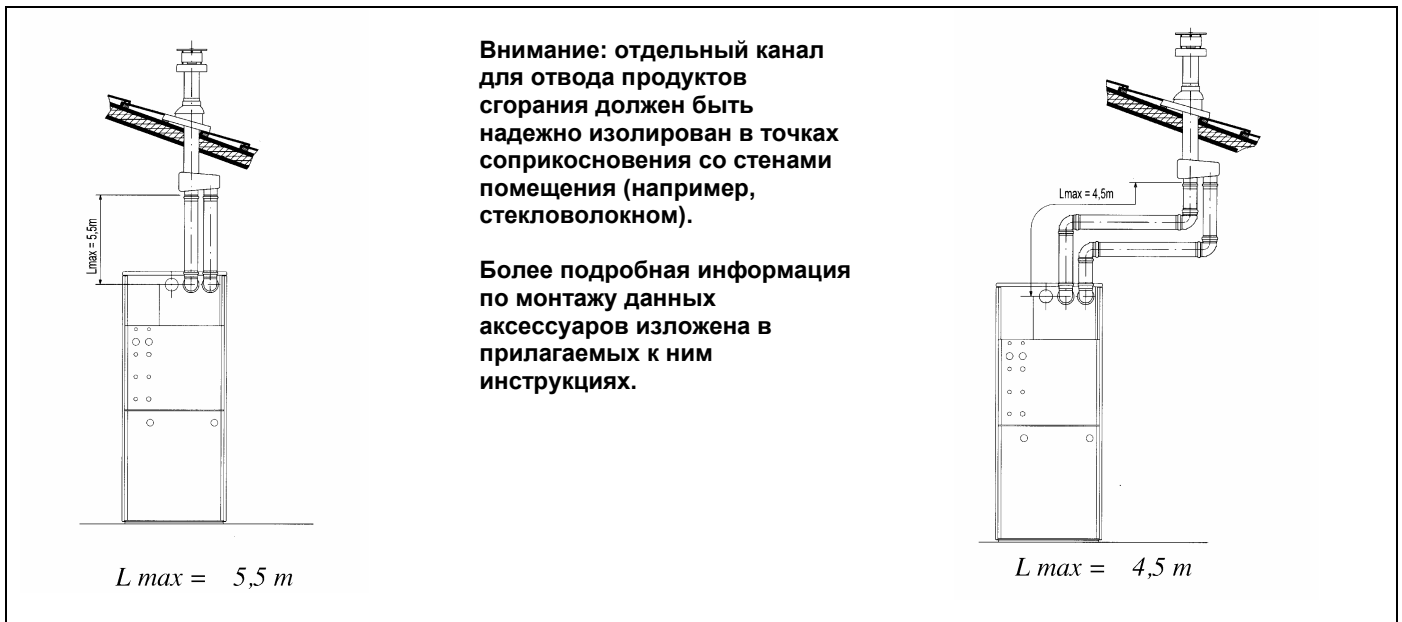 Lmax = 5,5m
L max = 5,5 m
Внимание: отдельный канал
для отвода продуктов
сгорания должен быть
надежно изолирован в точках
соприкосновения со стенами
помещения (например,
стекловолокном).
Более подробная информация
по монтажу данных
аксессуаров изложена в
прилагаемых к ним
инструкциях.
Lmax = 4,5m
L max = 4,5 m